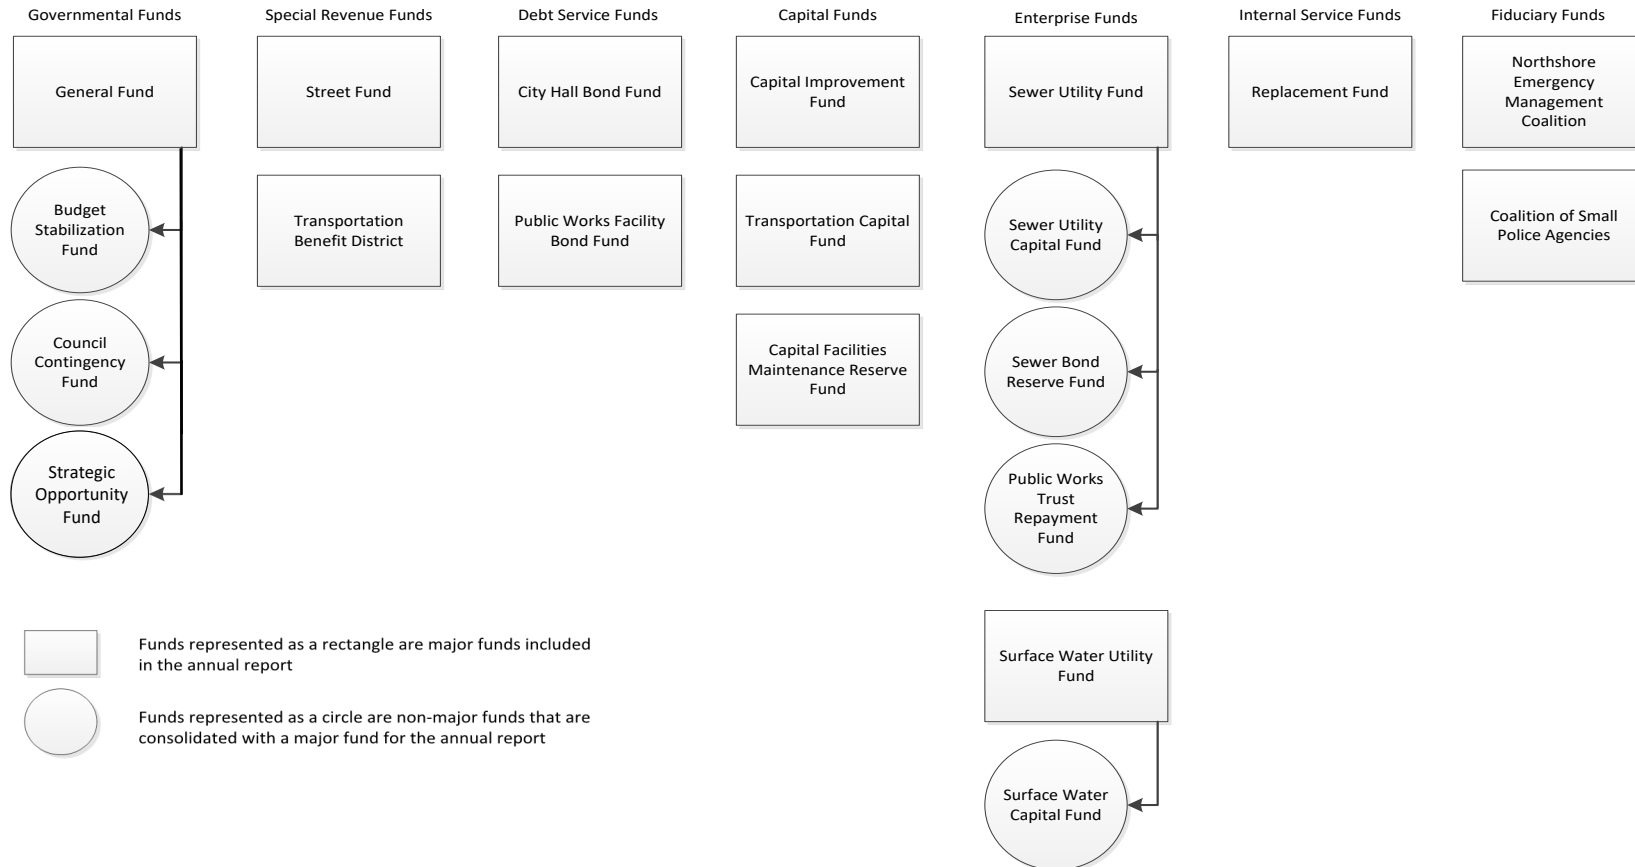 Governmental Funds
Special Revenue Funds
Debt Service Funds
Capital Funds
Enterprise Funds
Internal Service Funds
Fiduciary Funds
General Fund
Budget
Stabilization
Fund
Council
Contingency
Fund
Strategic
Opportunity
Fund
Street Fund
Transportation
Benefit District
City Hall Bond Fund
Public Works Facility
Bond Fund
Capital Improvement
Fund
Transportation Capital
Fund
Capital Facilities
Maintenance Reserve
Fund
Sewer Utility Fund
Sewer Utility
Capital Fund
Sewer Bond
Reserve Fund
Public Works
Trust
Repayment
Fund
Surface Water Utility
Fund
Surface Water
Capital Fund
Replacement Fund
Northshore
Emergency
Management
Coalition
Coalition of Small
Police Agencies
Funds represented as a rectangle are major funds included
in the annual report
Funds represented as a circle are non-major funds that are
consolidated with a major fund for the annual report